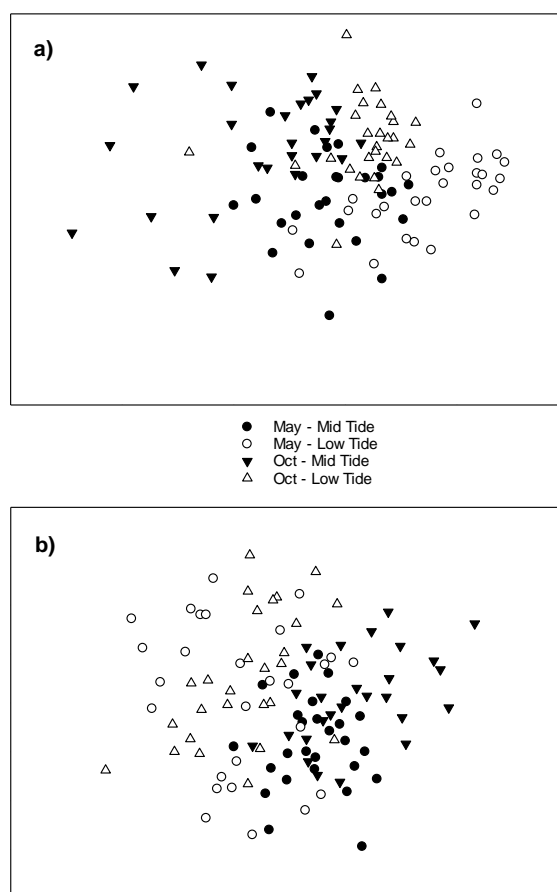 a)
May - Mid Tide
May - Low Tide
Oct - Mid Tide
Oct - Low Tide
b)